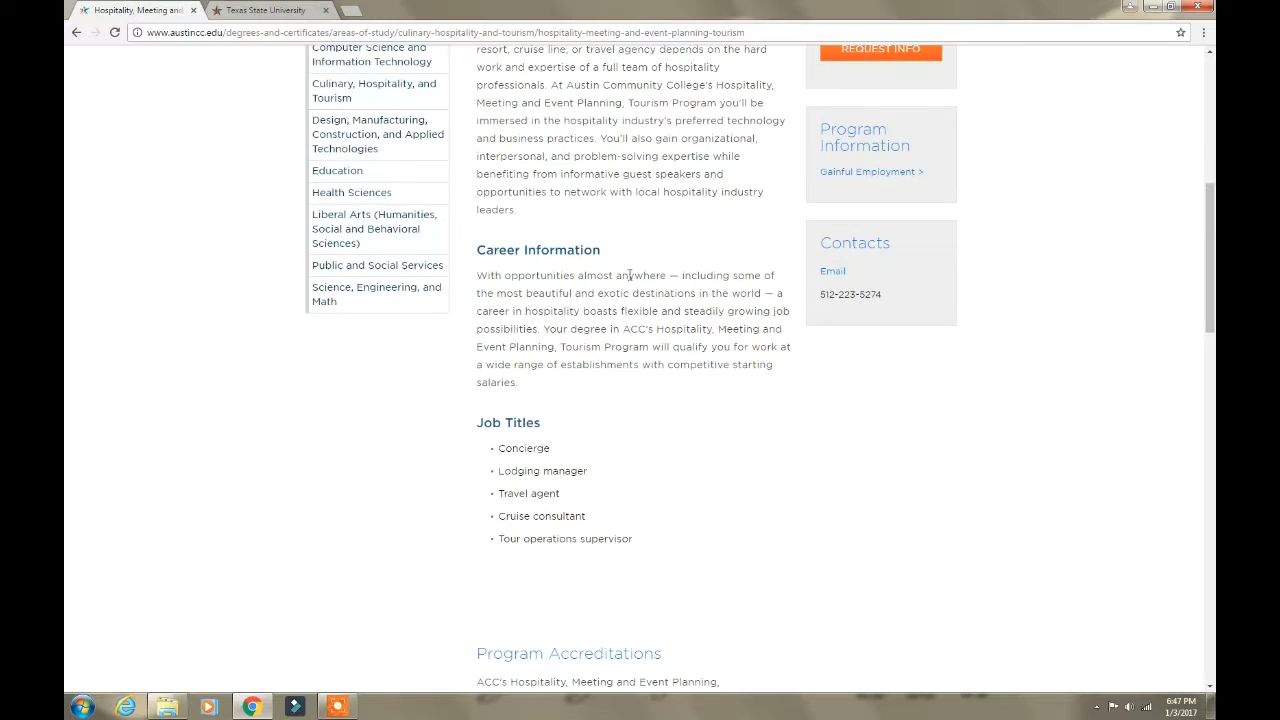 Hospitality, Meeting and
Texas State University
www.austincc.edu/degrees-and-certificates/areas-of-study/culinary-hospitality-and-tourism/hospitality-meeting-and-event-planning-tourism
Computer Science and
Information Technology
Culinary, Hospitality, and
Tourism
Design, Manufacturing,
Construction, and Applied
Technologies
Education
Health Sciences
Liberal Arts (Humanities,
Social and Behavioral
Sciences)
Public and Social Services
Science, Engineering, and
Math
resort, cruise line, or travel agency depends on the hard
work and expertise of a full team of hospitality
professionals. At Austin Community College's Hospitality,
Meeting and Event Planning, Tourism Program you'll be
immersed in the hospitality industry's preferred technology
and business practices. You'll also gain organizational,
interpersonal, and problem-solving expertise while
benefiting from informative guest speakers and
opportunities to network with local hospitality industry
leaders.
Career Information
With opportunities almost anywhere — including some of
the most beautiful and exotic destinations in the world — a
career in hospitality boasts flexible and steadily growing job
possibilities. Your degree in ACC's Hospitality, Meeting and
Event Planning, Tourism Program will qualify you for work at
a wide range of establishments with competitive starting
salaries.
Job Titles
• Concierge
• Lodging manager
• Travel agent
• Cruise consultant
• Tour operations supervisor
Program Accreditations
ACC's Hospitality, Meeting and Event Planning,
REQUEST INFO
Program
Information
Gainful Employment >
Contacts
Email
512-223-5274
6:47 PM
1/3/2017